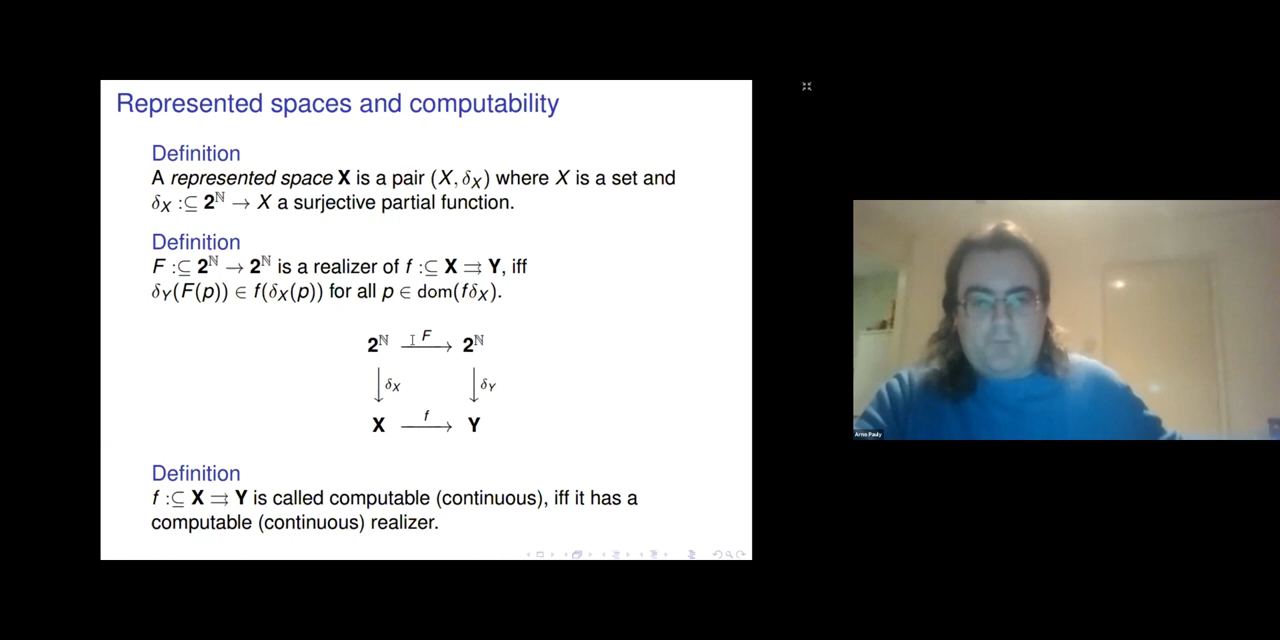 Represented spaces and computability
Definition
A represented space X is a pair (X, δ_X) where X is a set and
δ_X :⊆ 2^ℕ → X a surjective partial function.
Definition
F :⊆ 2^ℕ → 2^ℕ is a realizer of f :⊆ X ⇉ Y, iff
δ_Y(F(p)) ∈ f(δ_X(p)) for all p ∈ dom(fδ_X).
2^ℕ F→ 2^ℕ
↓δ_X ↓δ_Y
X f→ Y
Definition
f :⊆ X ⇉ Y is called computable (continuous), iff it has a
computable (continuous) realizer.
Arno Pauly